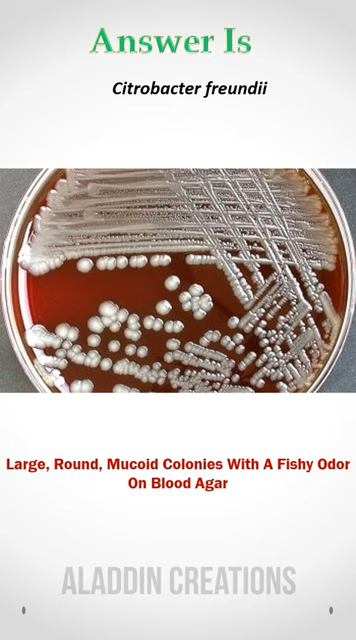 Answer Is
Citrobacter freundii
Large, Round, Mucoid Colonies With A Fishy Odor
On Blood Agar
ALADDIN CREATIONS